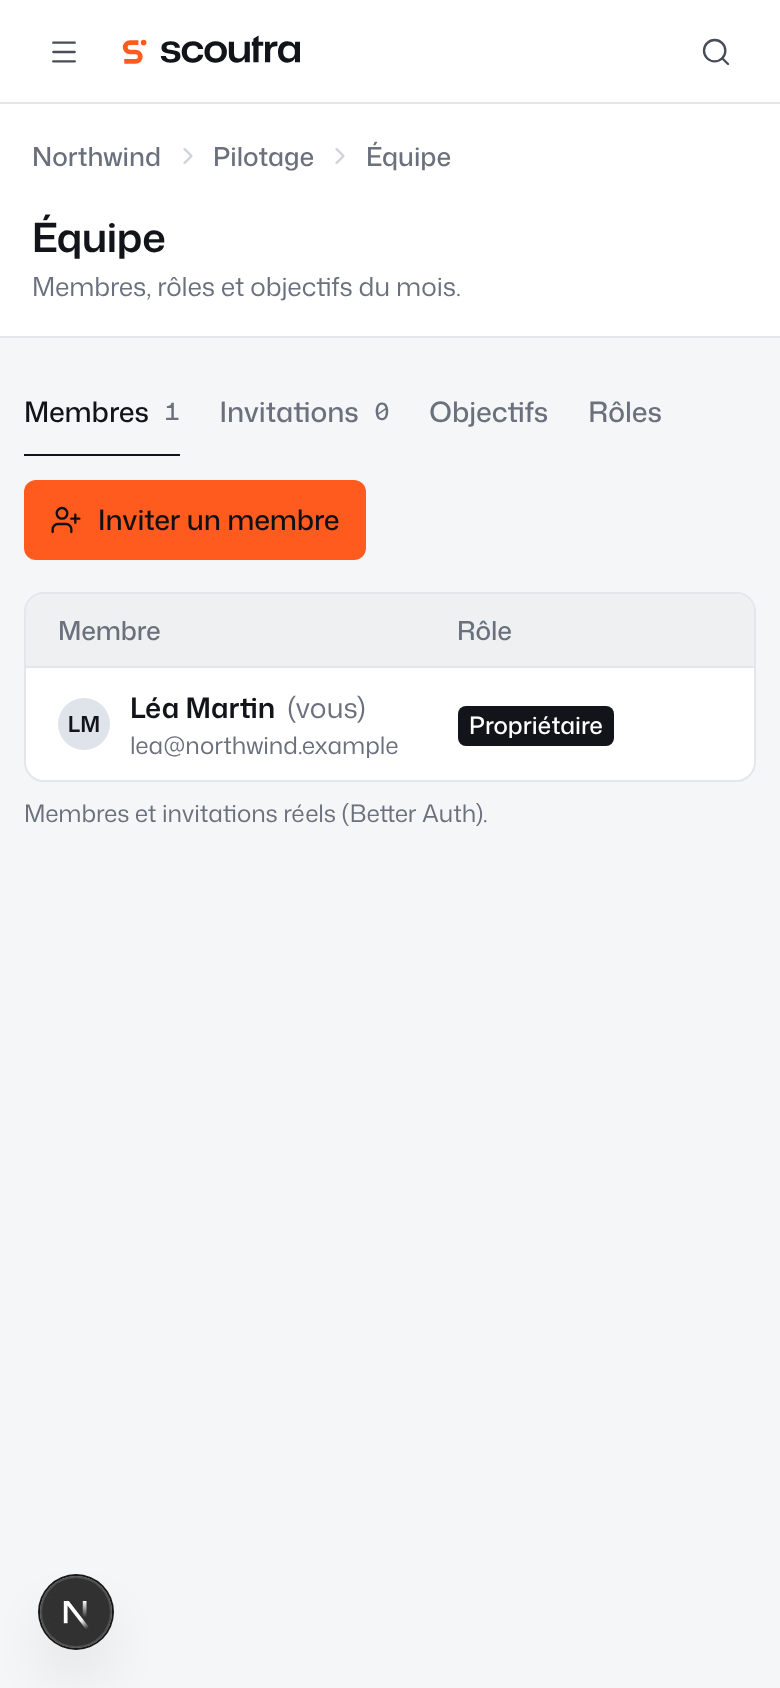 scoutra
Northwind > Pilotage > Équipe
Équipe
Membres, rôles et objectifs du mois.
Membres 1 Invitations 0 Objectifs Rôles
Inviter un membre
Membre Rôle
LM Léa Martin (vous) Propriétaire
lea@northwind.example
Membres et invitations réels (Better Auth).
N